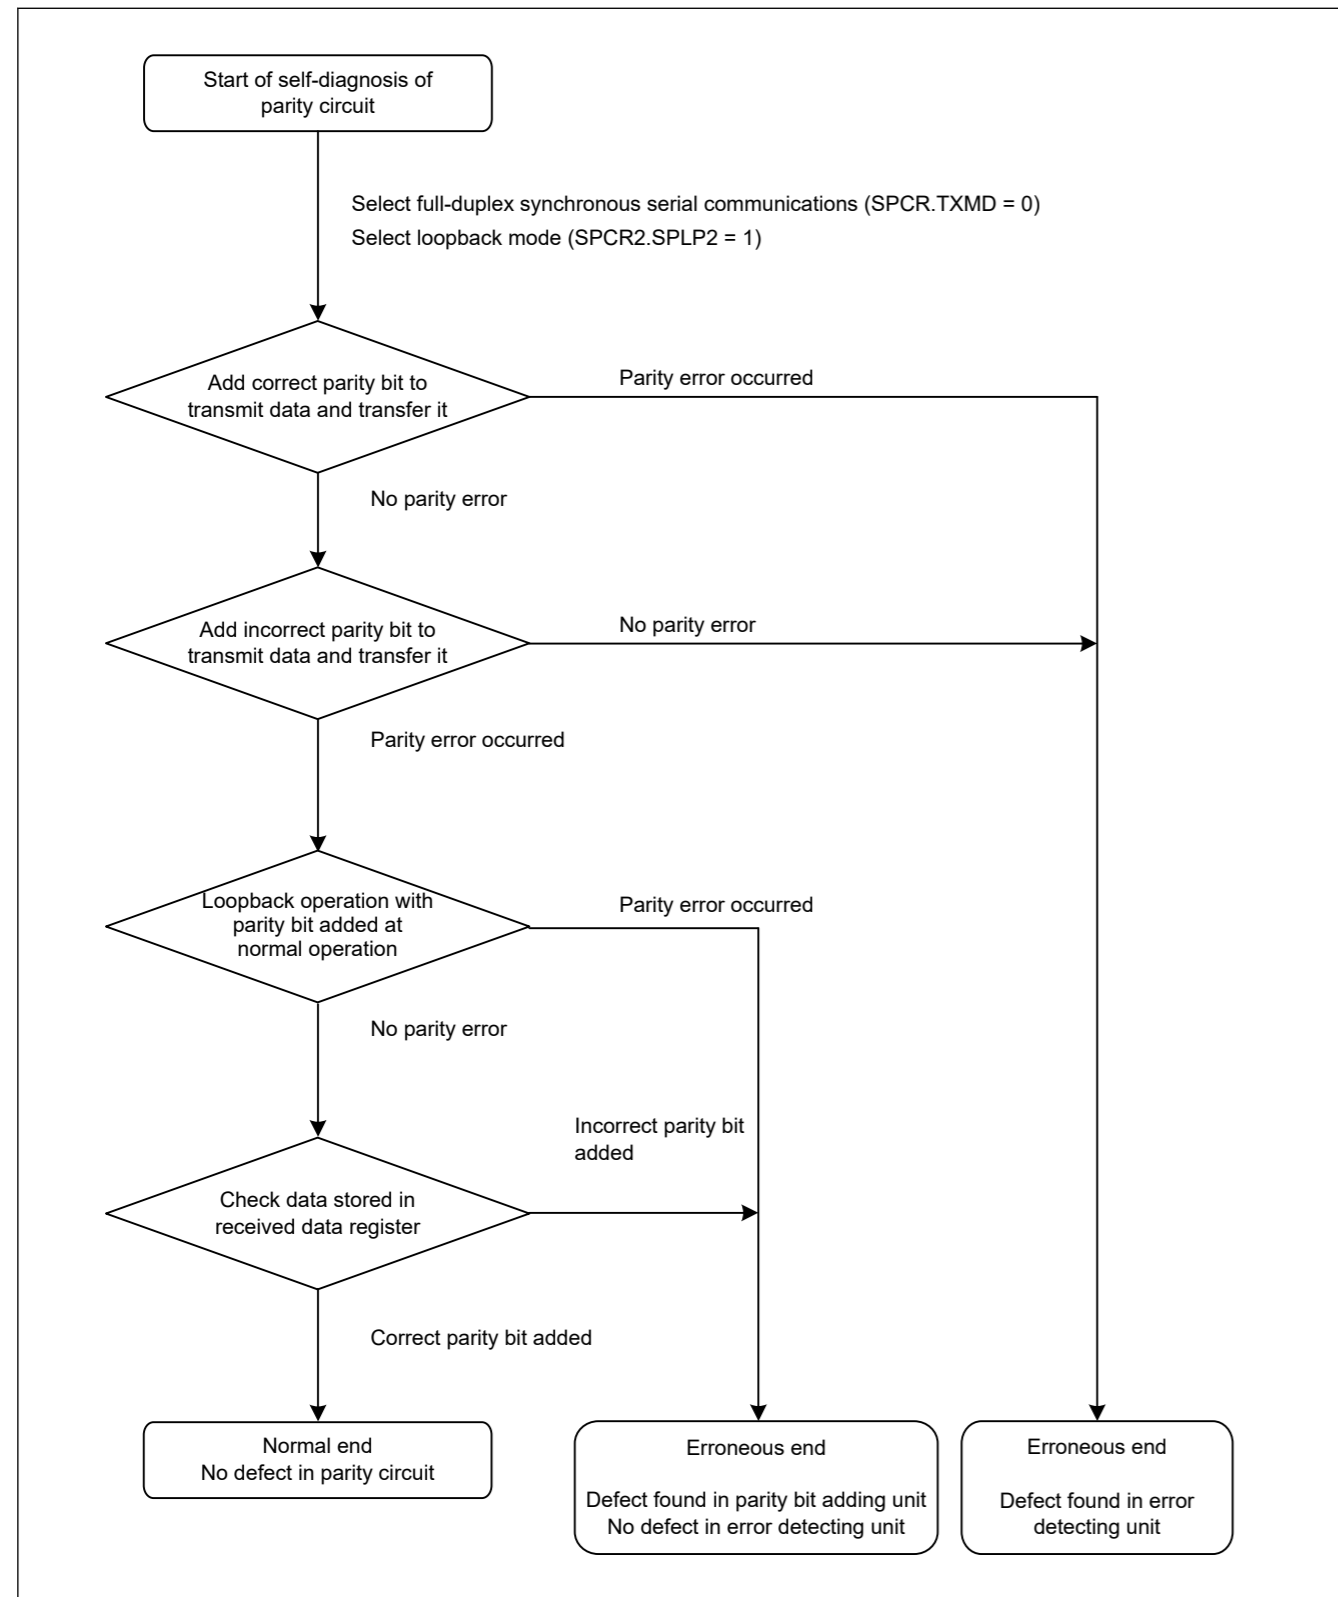 Start of self-diagnosis of
parity circuit
Select full-duplex synchronous serial communications (SPCR.TXMD = 0)
Select loopback mode (SPCR2.SPLP2 = 1)
Add correct parity bit to
transmit data and transfer it
Parity error occurred
No parity error
Add incorrect parity bit to
transmit data and transfer it
No parity error
Parity error occurred
Loopback operation with
parity bit added at
normal operation
Parity error occurred
No parity error
Incorrect parity bit
added
Check data stored in
received data register
Correct parity bit added
Normal end
No defect in parity circuit
Erroneous end
Defect found in parity bit adding unit
No defect in error detecting unit
Erroneous end
Defect found in error
detecting unit